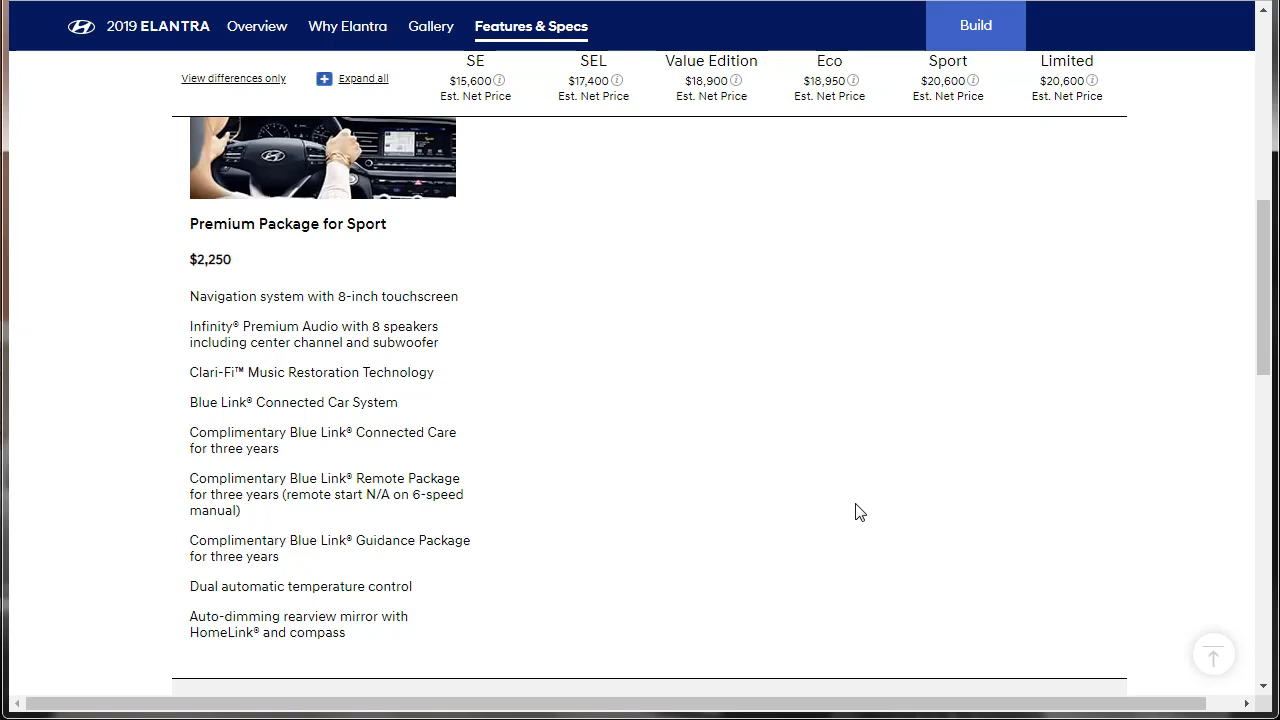 2019 ELANTRA Overview Why Elantra Gallery Features & Specs Build
SE SEL Value Edition Eco Sport Limited
View differences only Expand all $15,600 $17,400 $18,900 $18,950 $20,600 $20,600
Est. Net Price Est. Net Price Est. Net Price Est. Net Price Est. Net Price Est. Net Price
Premium Package for Sport
$2,250
Navigation system with 8-inch touchscreen
Infinity® Premium Audio with 8 speakers
including center channel and subwoofer
Clari-Fi™ Music Restoration Technology
Blue Link® Connected Car System
Complimentary Blue Link® Connected Care
for three years
Complimentary Blue Link® Remote Package
for three years (remote start N/A on 6-speed
manual)
Complimentary Blue Link® Guidance Package
for three years
Dual automatic temperature control
Auto-dimming rearview mirror with
HomeLink® and compass